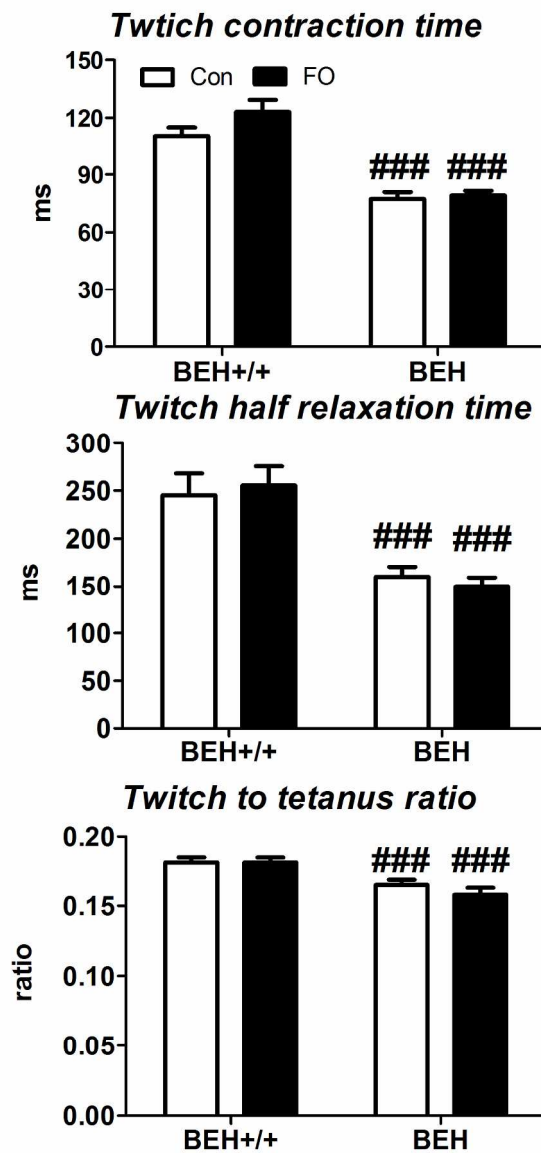 Twtich contraction time
Con FO
150
120
90
60
30
0
ms
### ###
BEH+/+ BEH
Twitch half relaxation time
300
250
200
150
100
50
0
ms
### ###
BEH+/+ BEH
Twitch to tetanus ratio
0.20
0.15
0.10
0.05
0.00
ratio
### ###
BEH+/+ BEH